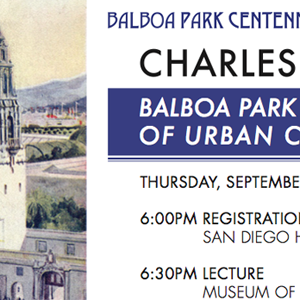 BALBOA PARK CENTENN
CHARLES
BALBOA PARK
OF URBAN C
THURSDAY, SEPTEMBE
6:00PM REGISTRATION
SAN DIEGO H
6:30PM LECTURE
MUSEUM OF